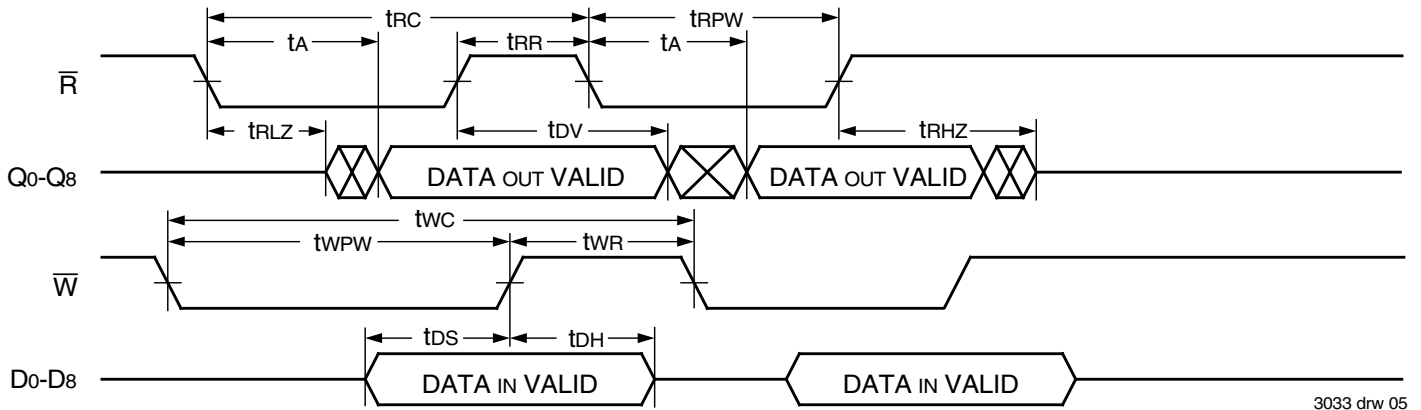 tRC tRPW
tA tRR tA
R̅
tRLZ tDV tRHZ
Q0-Q8 DATA OUT VALID DATA OUT VALID
tWC
tWPW tWR
W̅
tDS tDH
D0-D8 DATA IN VALID DATA IN VALID
3033 drw 05